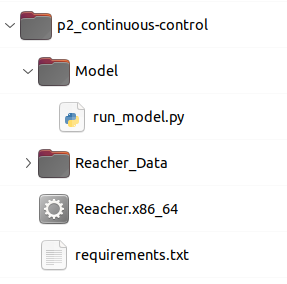 p2_continuous-control
Model
run_model.py
Reacher_Data
Reacher.x86_64
requirements.txt